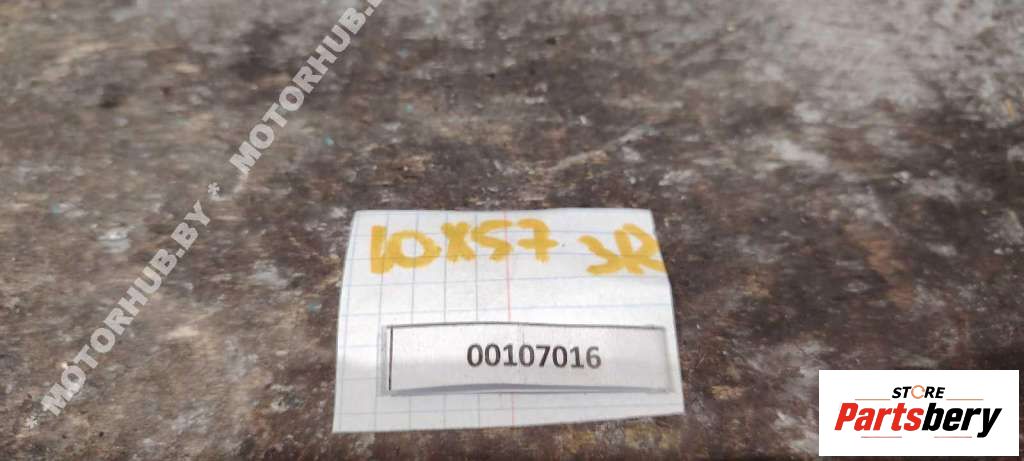 MOTORHUB.BY * MOTORHUB.BY
10X57 3R
00107016
STORE
Partsbery